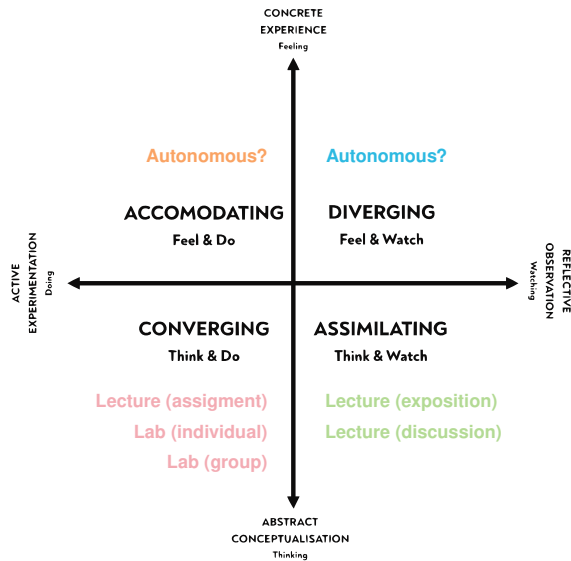 CONCRETE
EXPERIENCE
Feeling
Autonomous?
Autonomous?
ACCOMODATING
Feel & Do
DIVERGING
Feel & Watch
ACTIVE
EXPERIMENTATION
Doing
REFLECTIVE
OBSERVATION
Watching
CONVERGING
Think & Do
ASSIMILATING
Think & Watch
Lecture (assigment)
Lab (individual)
Lab (group)
Lecture (exposition)
Lecture (discussion)
ABSTRACT
CONCEPTUALISATION
Thinking